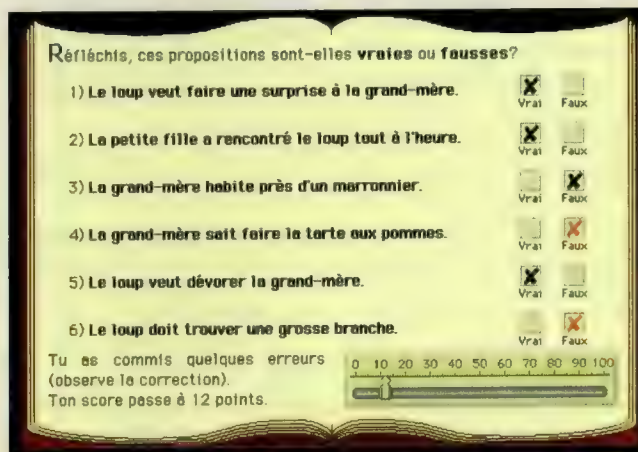 Réfléchis, ces propositions sont-elles vraies ou fausses?
1) Le loup veut faire une surprise à la grand-mère.
Vrai Faux
2) La petite fille a rencontré le loup tout à l'heure.
Vrai Faux
3) La grand-mère habite près d'un marronnier.
Vrai Faux
4) La grand-mère sait faire la tarte aux pommes.
Vrai Faux
5) Le loup veut dévorer la grand-mère.
Vrai Faux
6) Le loup doit trouver une grosse branche.
Vrai Faux
Tu as commis quelques erreurs
(observe la correction).
Ton score passe à 12 points.
0 10 20 30 40 50 60 70 80 90 100